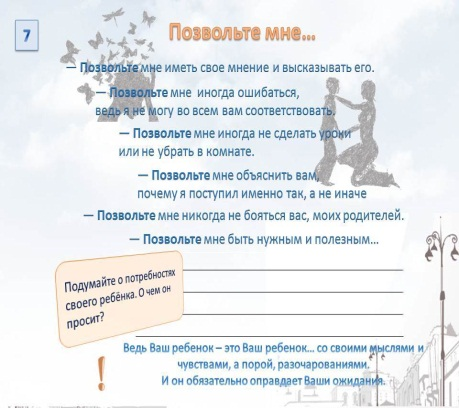 7
Позвольте мне...
— Позвольте мне иметь свое мнение и высказывать его.
— Позвольте мне иногда ошибаться,
ведь я не могу во всем вам соответствовать.
— Позвольте мне иногда не сделать уроки
или не убрать в комнате.
— Позвольте мне объяснить вам,
почему я поступил именно так, а не иначе
— Позвольте мне никогда не бояться вас, моих родителей.
— Позвольте мне быть нужным и полезным...
Подумайте о потребностях
своего ребёнка. О чем он
просит?
!
Ведь Ваш ребенок – это Ваш ребенок... со своими мыслями и
чувствами, а порой, разочарованиями.
И он обязательно оправдает Ваши ожидания.